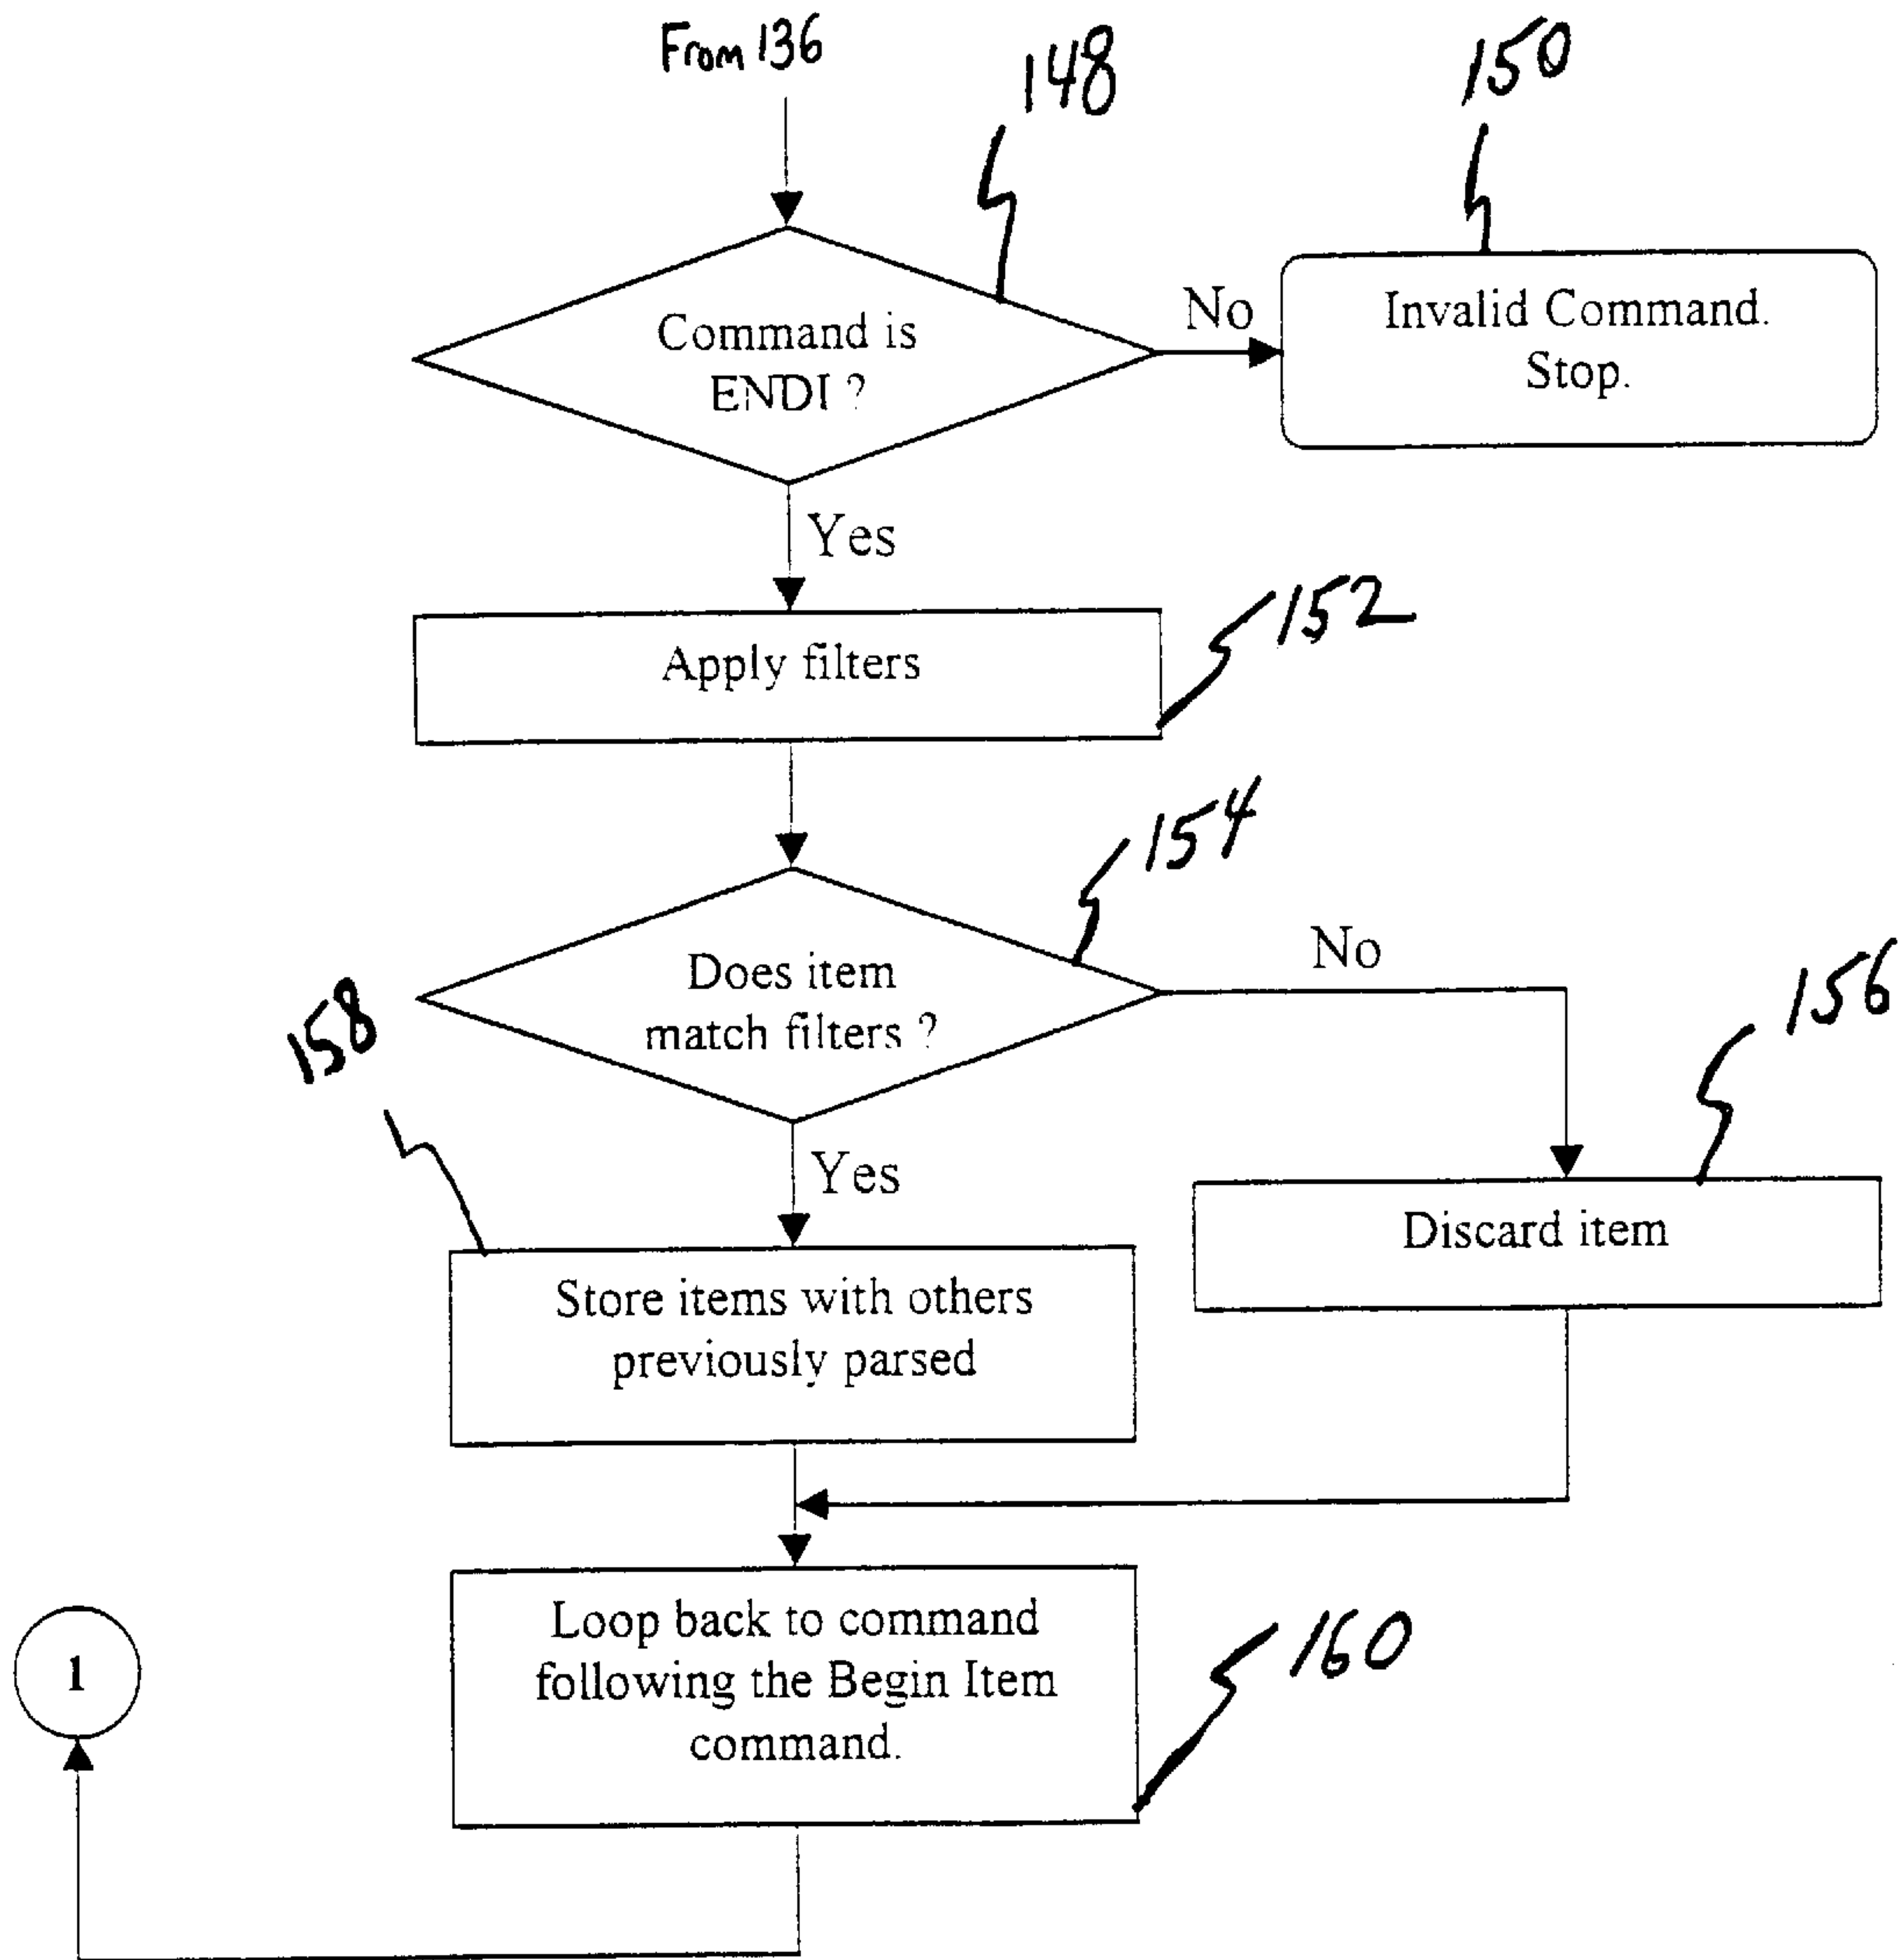 From 136
148
150
Command is
ENDI ?
No
Invalid Command.
Stop.
Yes
Apply filters
152
154
Does item
match filters ?
No
156
158
Yes
Discard item
Store items with others
previously parsed
Loop back to command
following the Begin Item
command.
160
1